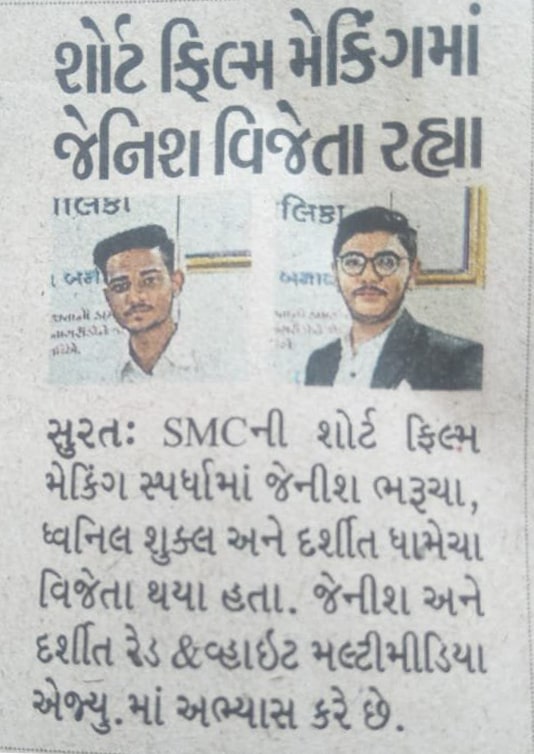 શોર્ટ ફિલ્મ મેકિંગમાં
જેનિશ વિજેતા રહ્યા
લિકા
લિકા
સુરતઃ SMCની શોર્ટ ફિલ્મ
મેકિંગ સ્પર્ધામાં જેનીશ ભરૂચા,
ધ્વનિલ શુક્લ અને દર્શીત ધામેચા
વિજેતા થયા હતા. જેનીશ અને
દર્શીત રેડ &વ્હાઇટ મલ્ટીમીડિયા
એજ્યુ.માં અભ્યાસ કરે છે.